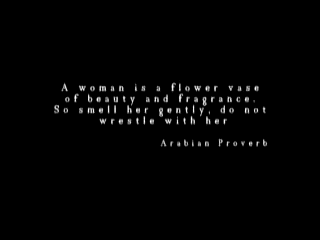 A woman is a flower vase
of beauty and fragrance.
So smell her gently, do not
wrestle with her
Arabian Proverb